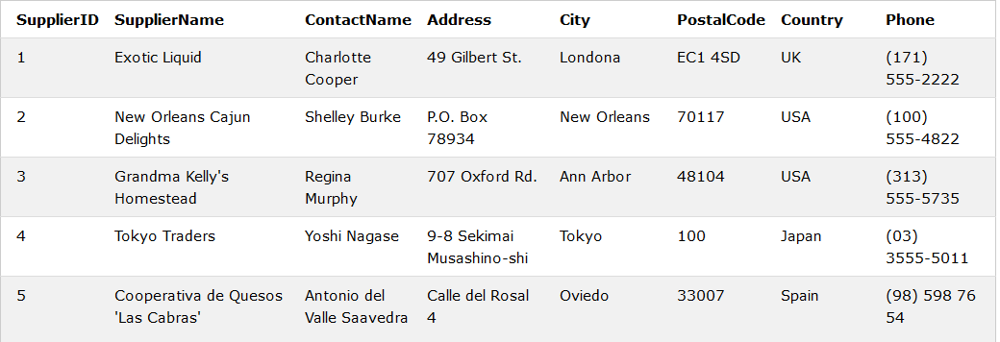 SupplierID SupplierName ContactName Address City PostalCode Country Phone
1 Exotic Liquid Charlotte 49 Gilbert St. Londona EC1 4SD UK (171)
Cooper 555-2222
2 New Orleans Cajun Shelley Burke P.O. Box New Orleans 70117 USA (100)
Delights 78934 555-4822
3 Grandma Kelly's Regina 707 Oxford Rd. Ann Arbor 48104 USA (313)
Homestead Murphy 555-5735
4 Tokyo Traders Yoshi Nagase 9-8 Sekimai Tokyo 100 Japan (03)
Musashino-shi 3555-5011
5 Cooperativa de Quesos Antonio del Calle del Rosal Oviedo 33007 Spain (98) 598 76
'Las Cabras' Valle Saavedra 4 54